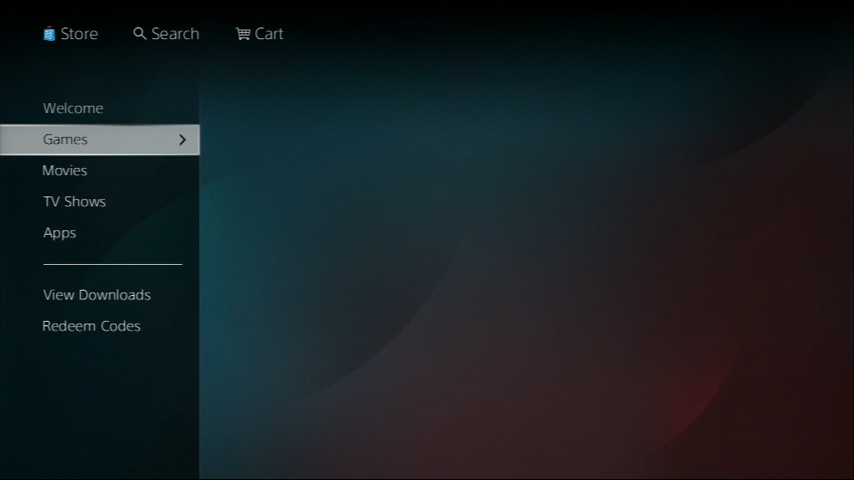 Store Search Cart
Welcome
Games
Movies
TV Shows
Apps
View Downloads
Redeem Codes